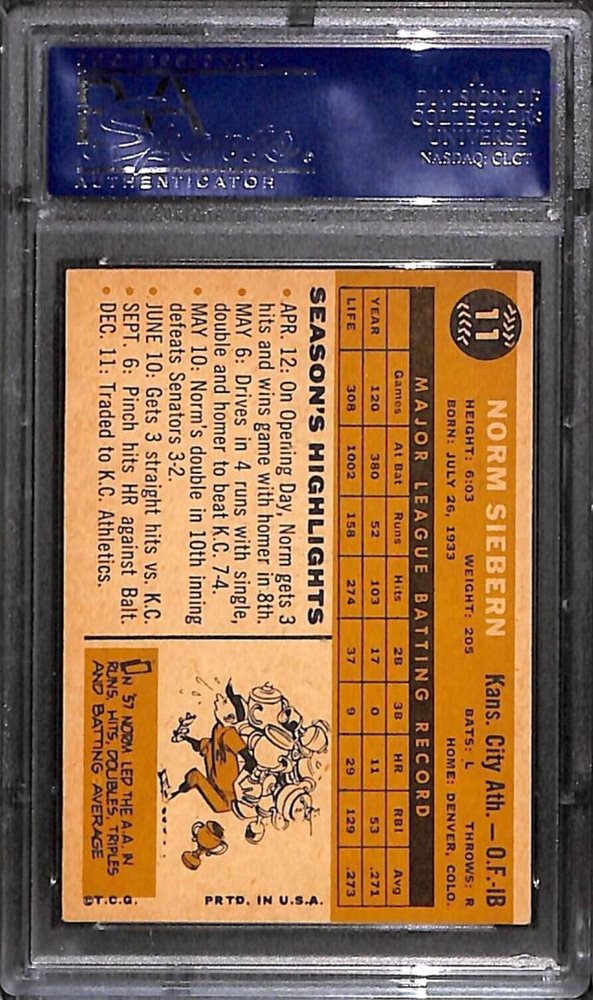 PROFESSIONAL
PSA
Authentic
AUTHENTICATOR
A
DIVISION OF
COLLECTORS
UNIVERSE
NASDAQ: CLCT
11
NORM SIEBERN Kans. City Ath. — O.F.-1B
HEIGHT: 6:03 WEIGHT: 205 BATS: L THROWS: R
BORN: JULY 26, 1933 HOME: DENVER, COLO.
MAJOR LEAGUE BATTING RECORD
Games At Bat Runs Hits 2B 3B HR RBI Avg
YEAR 120 380 52 103 17 0 11 53 .271
LIFE 308 1002 158 274 37 9 29 129 .273
SEASON'S HIGHLIGHTS
• APR. 12: On Opening Day, Norm gets 3
hits and wins game with homer in 8th.
• MAY 6: Drives in 4 runs with single,
double and homer to beat K.C. 7-4.
• MAY 10: Norm's double in 10th inning
defeats Senators 3-2.
• JUNE 10: Gets 3 straight hits vs. K.C.
• SEPT. 6: Pinch hits HR against Balt.
• DEC. 11: Traded to K.C. Athletics.
IN '57 NORM LED THE A.A. IN
RUNS, HITS, DOUBLES, TRIPLES
AND BATTING AVERAGE
©T.C.G. PRTD. IN U.S.A.